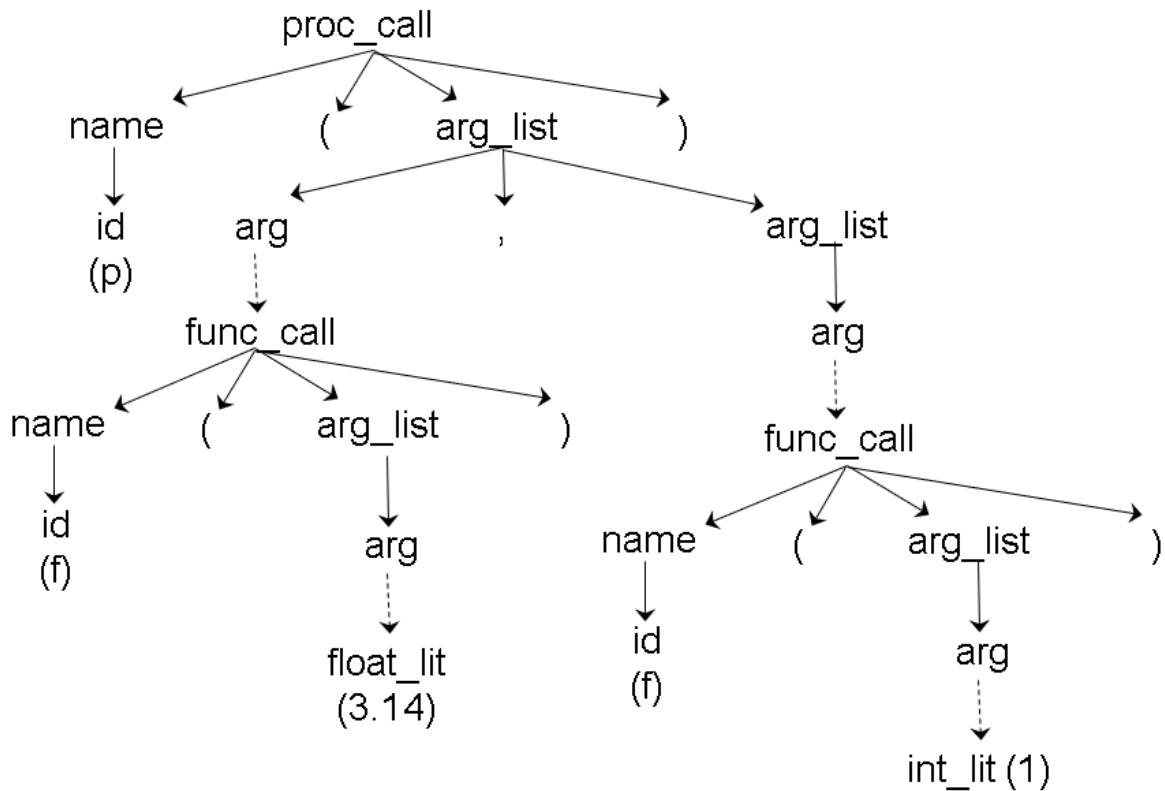 proc_call
name ( arg_list )
id arg , arg_list
(p)
func_call arg
name ( arg_list ) func_call
id arg name ( arg_list )
(f)
float_lit id arg
(3.14) (f)
int_lit (1)